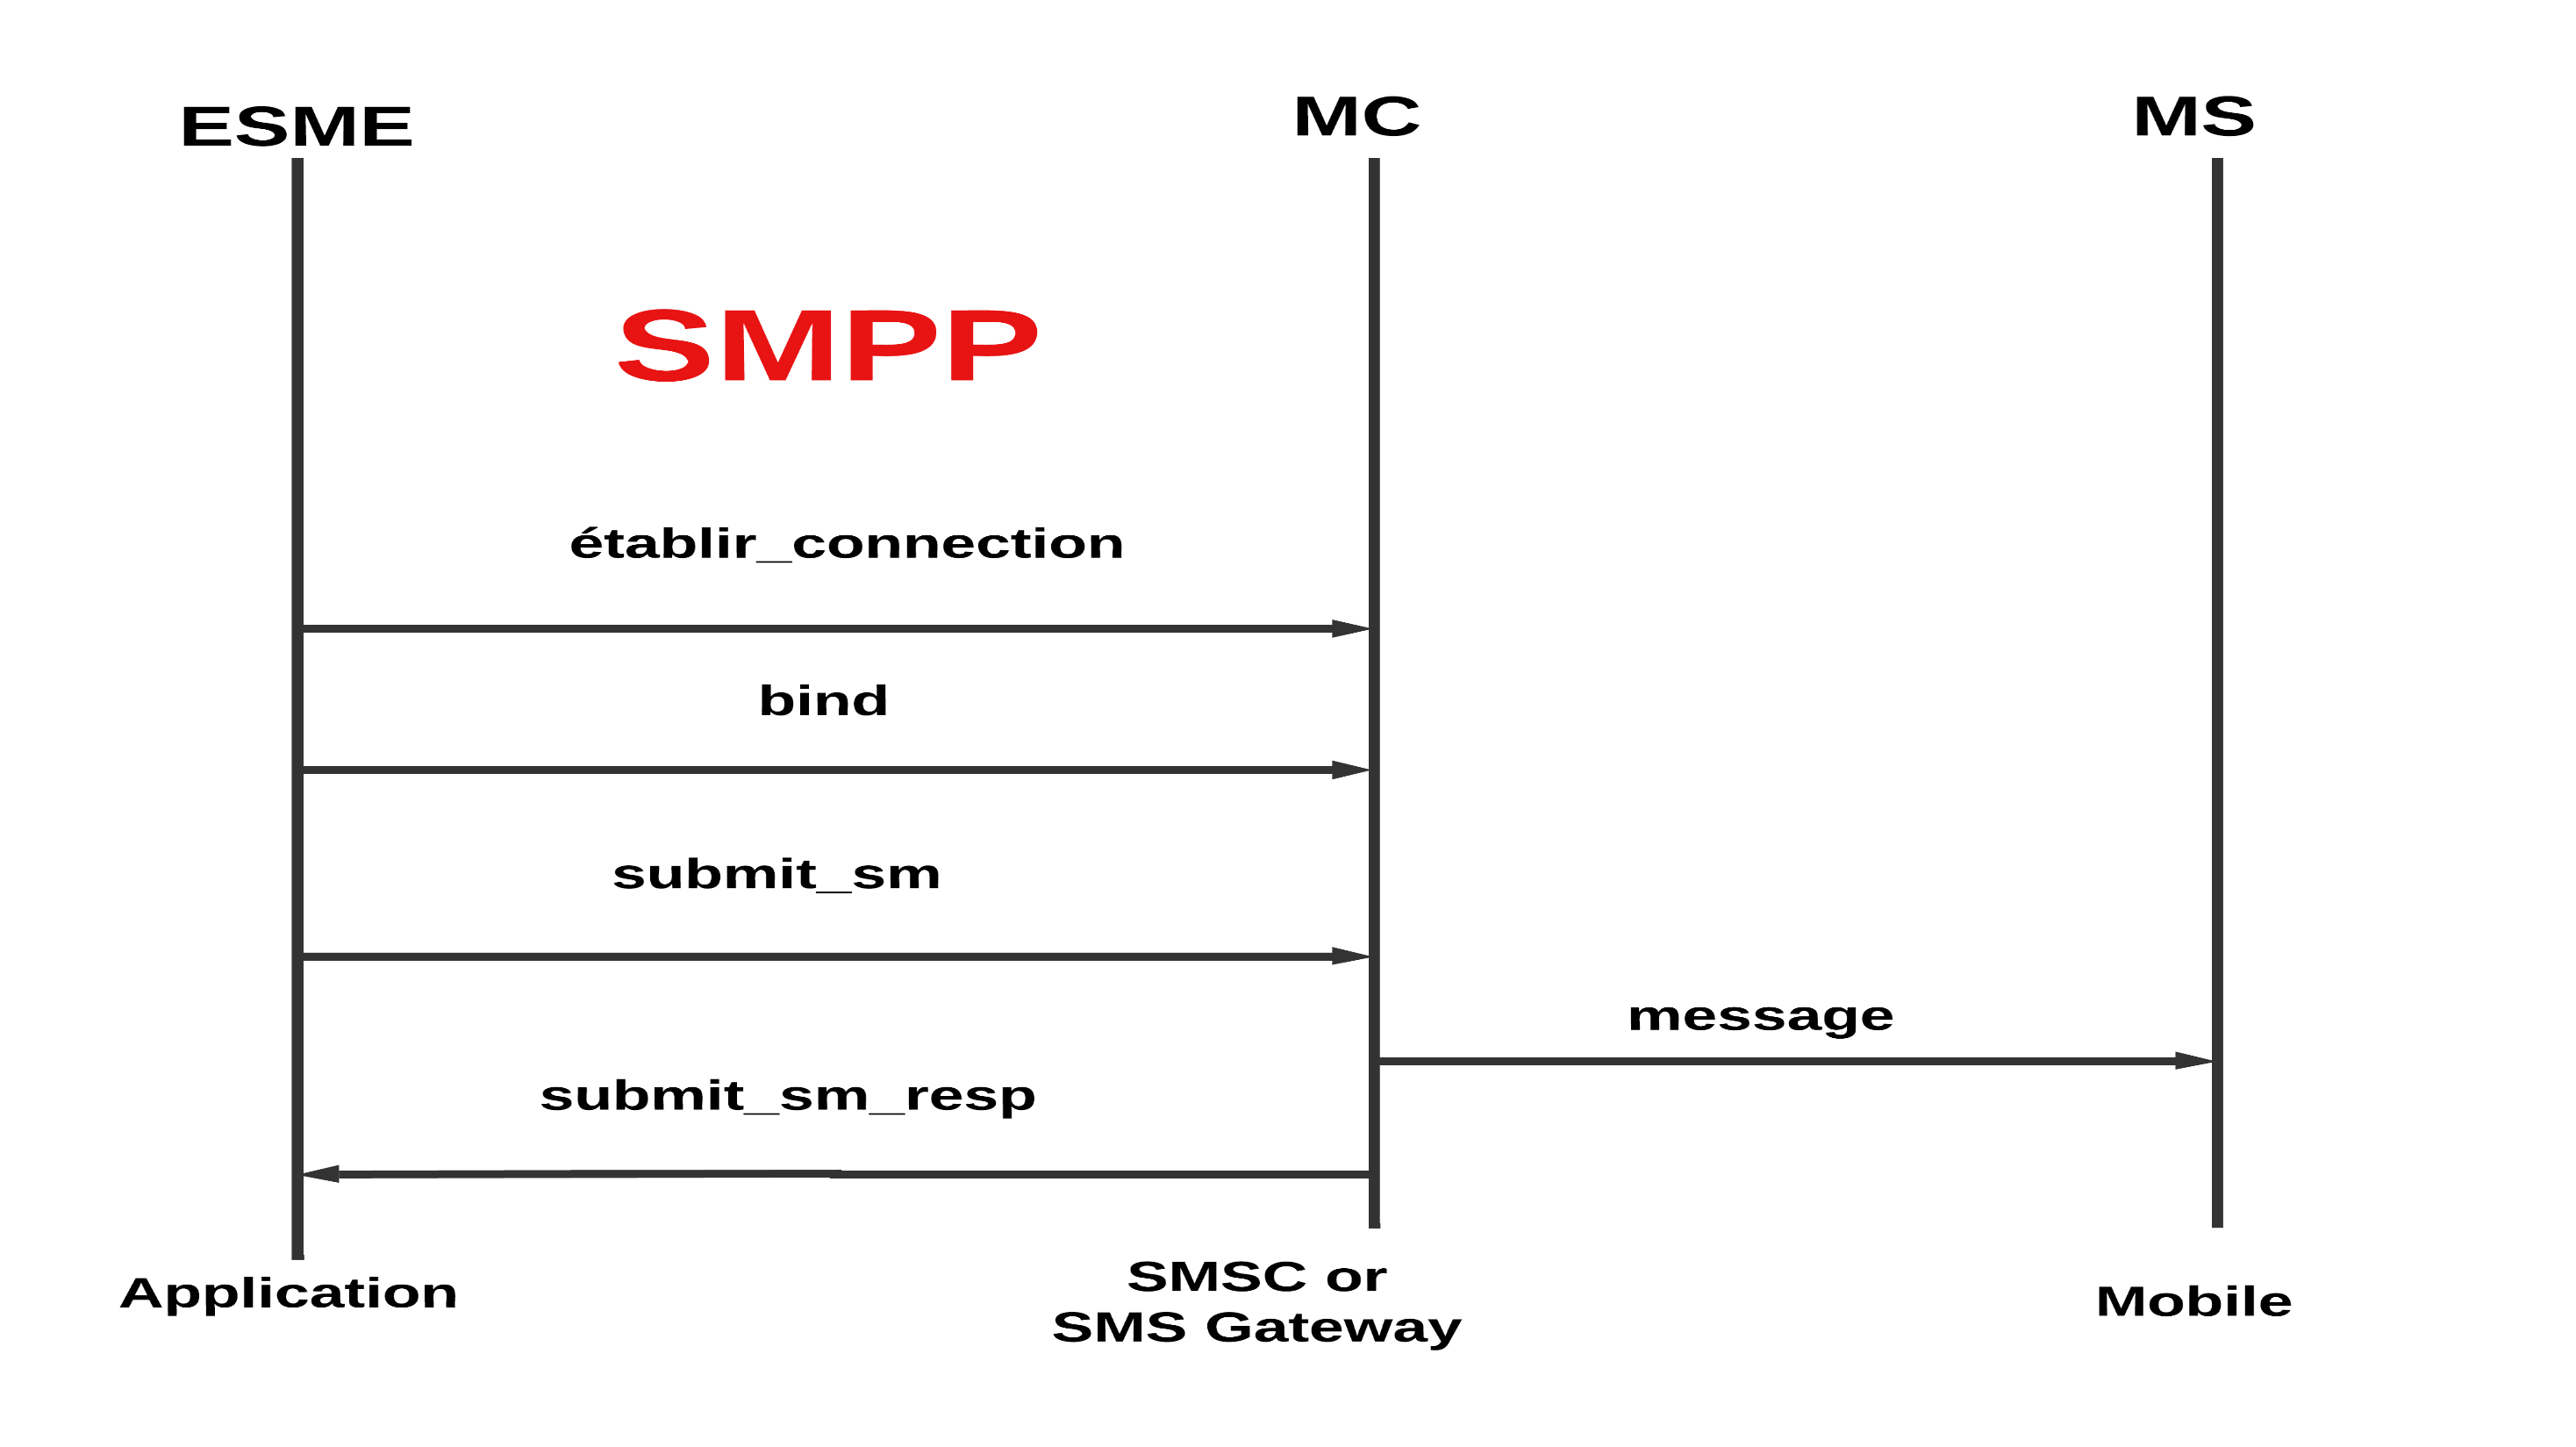 ESME
MC
MS
SMPP
établir_connection
bind
submit_sm
message
submit_sm_resp
Application
SMSC or
SMS Gateway
Mobile